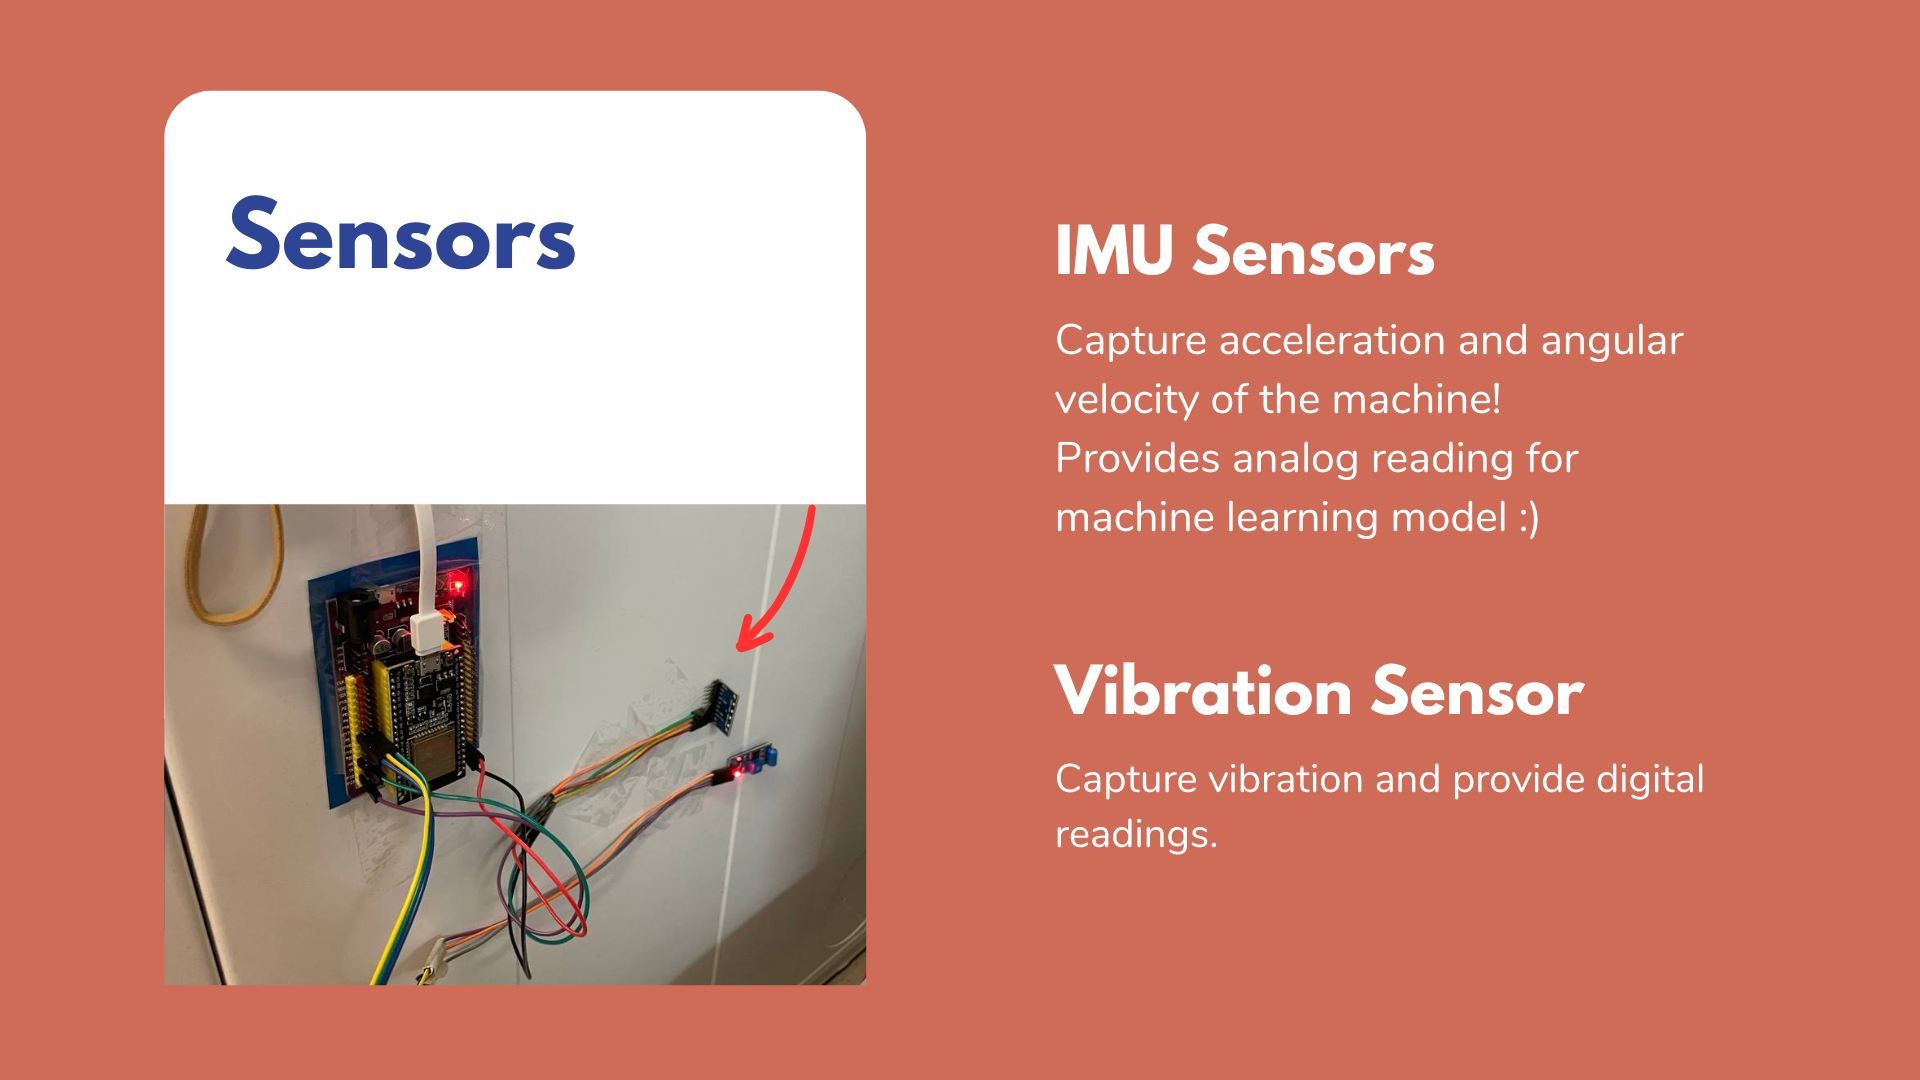 Sensors
IMU Sensors
Capture acceleration and angular
velocity of the machine!
Provides analog reading for
machine learning model :)
Vibration Sensor
Capture vibration and provide digital
readings.